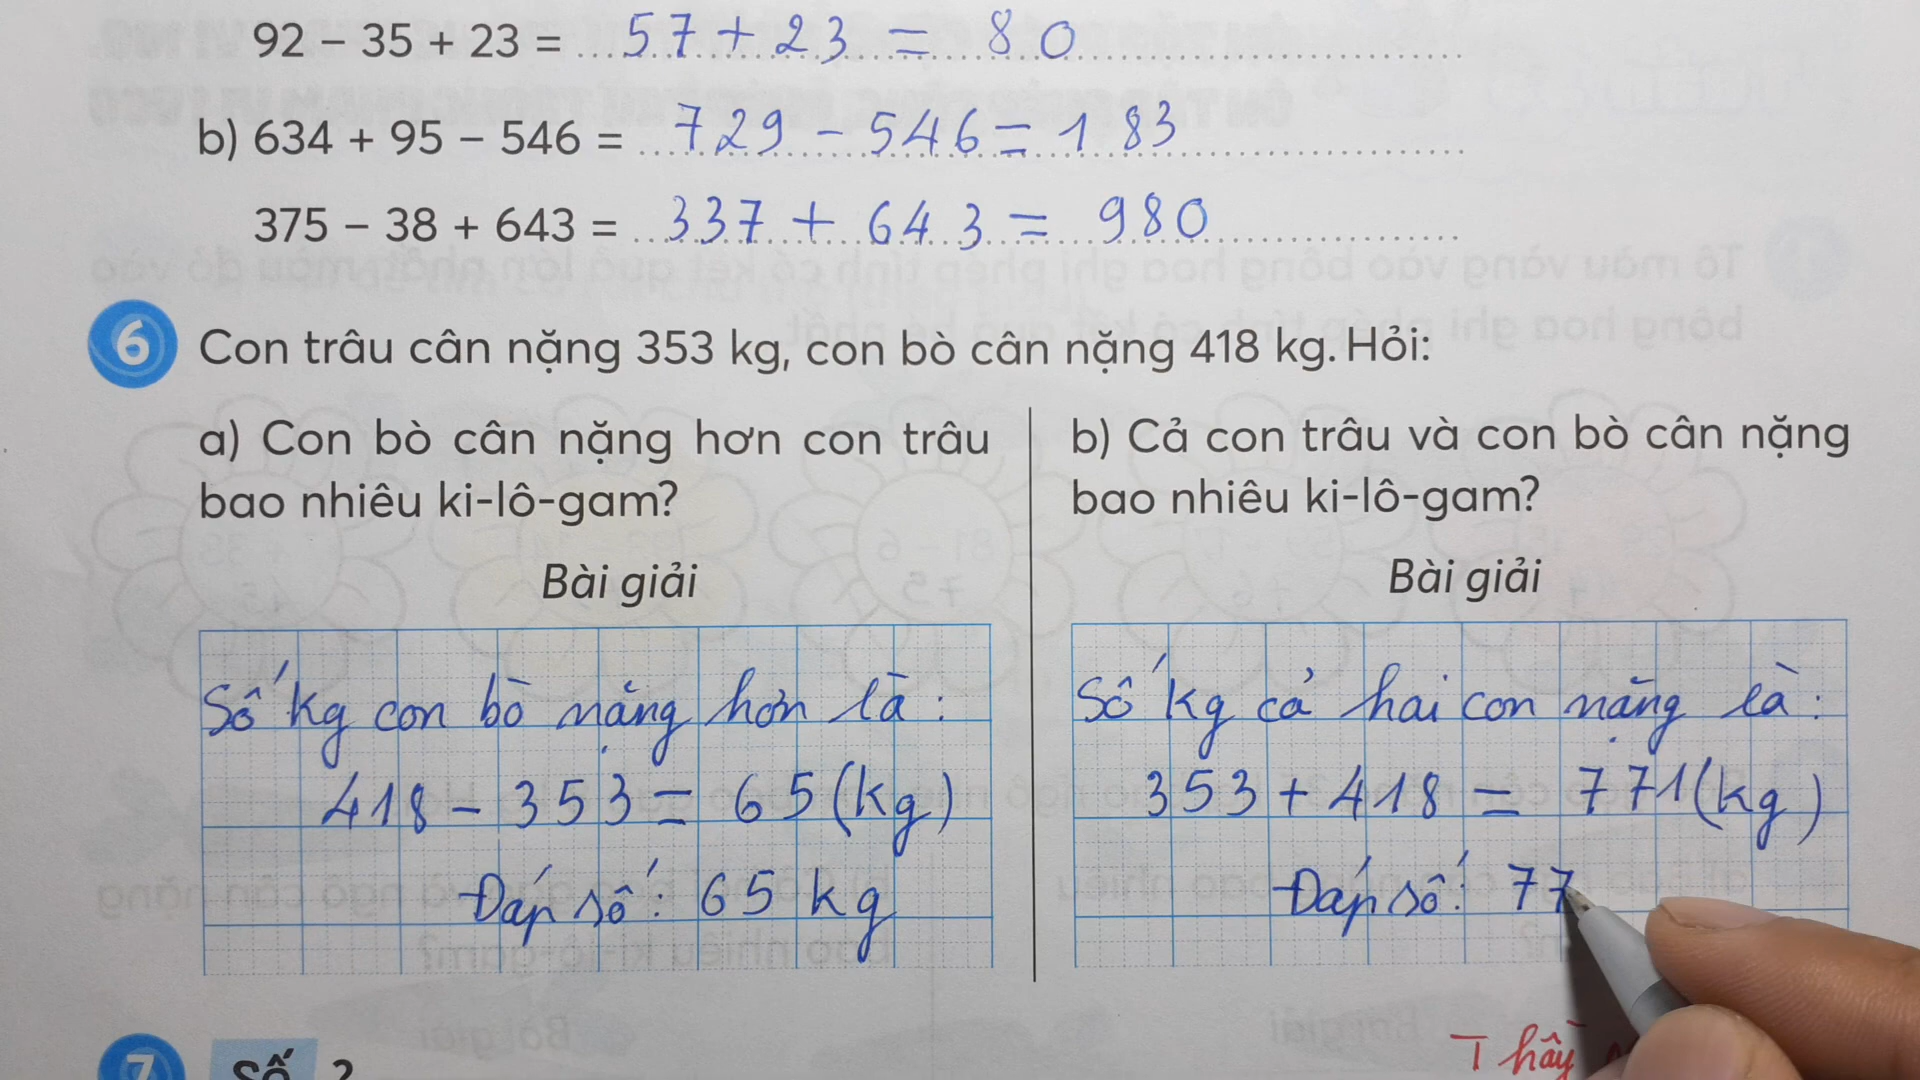 92 – 35 + 23 = 57 + 23 = 80
b) 634 + 95 – 546 = 729 – 546 = 183
375 – 38 + 643 = 337 + 643 = 980
6 Con trâu cân nặng 353 kg, con bò cân nặng 418 kg. Hỏi:
a) Con bò cân nặng hơn con trâu
bao nhiêu ki-lô-gam?
Bài giải
Số kg con bò nặng hơn là:
418 – 353 = 65 (kg)
Đáp số: 65 kg
b) Cả con trâu và con bò cân nặng
bao nhiêu ki-lô-gam?
Bài giải
Số kg cả hai con nặng là:
353 + 418 = 771 (kg)
Đáp số: 77
Thầy
7 Số ?